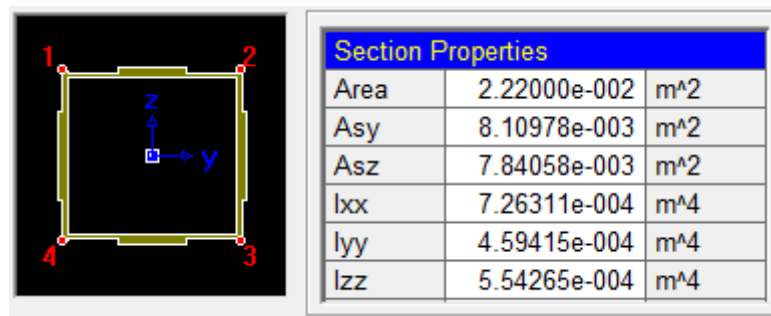 1 2
z
y
4 3
Section Properties
Area 2.22000e-002 m^2
Asy 8.10978e-003 m^2
Asz 7.84058e-003 m^2
Ixx 7.26311e-004 m^4
Iyy 4.59415e-004 m^4
Izz 5.54265e-004 m^4